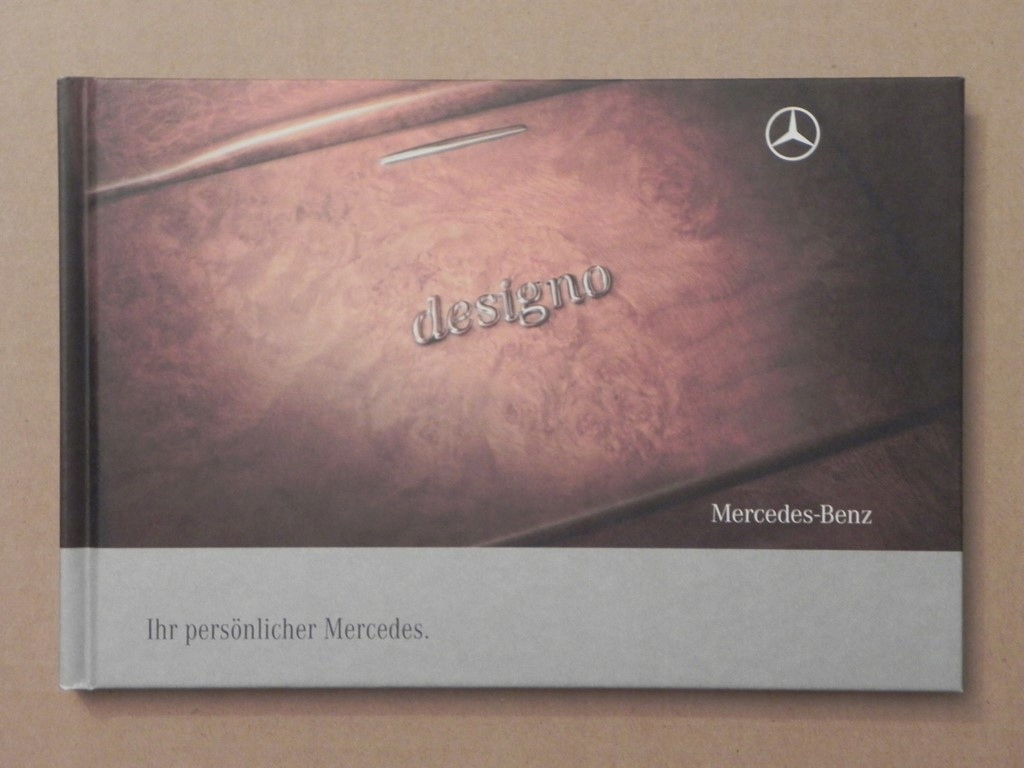 designo
Mercedes-Benz
Ihr persönlicher Mercedes.